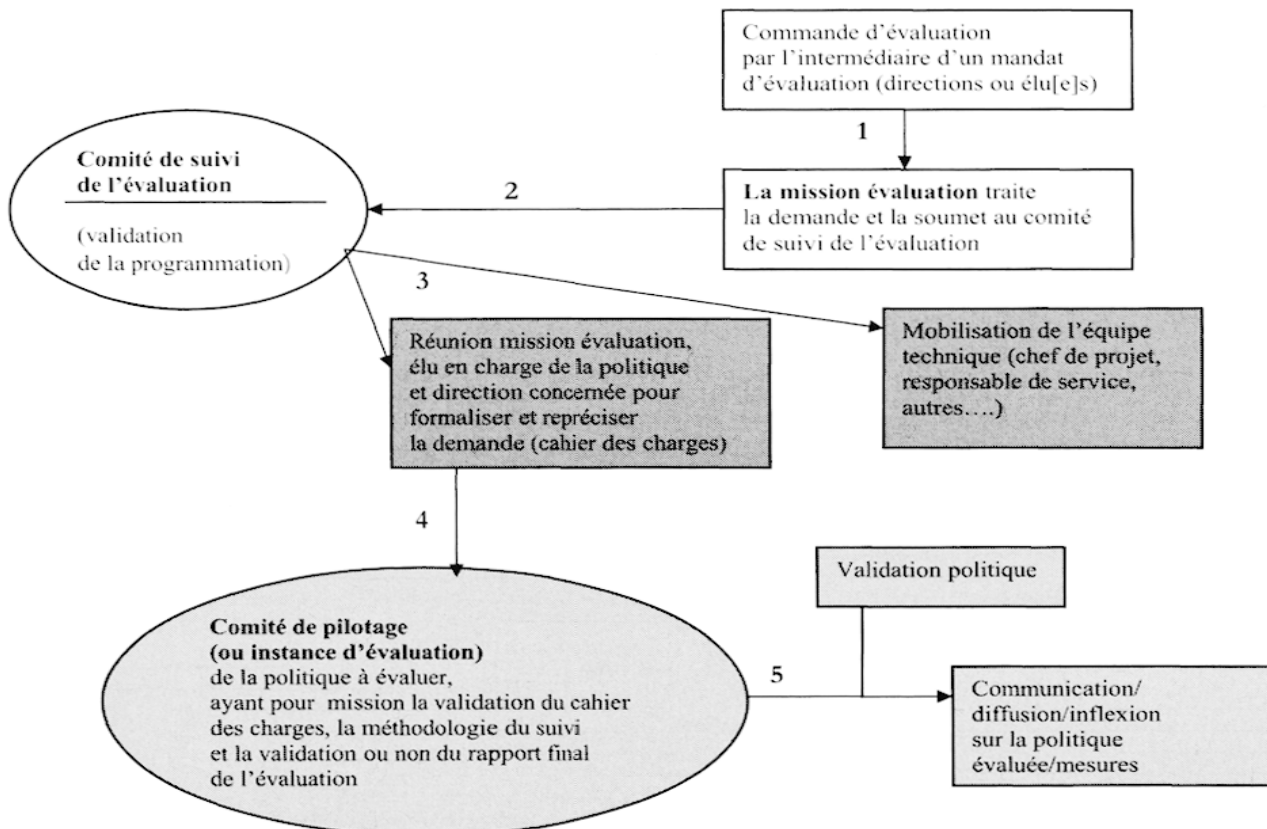 Commande d'évaluation
par l'intermédiaire d'un mandat
d'évaluation (directions ou élu[e]s)
1
Comité de suivi
de l'évaluation
(validation
de la programmation)
2
La mission évaluation traite
la demande et la soumet au comité
de suivi de l'évaluation
3
Réunion mission évaluation,
élu en charge de la politique
et direction concernée pour
formaliser et repréciser
la demande (cahier des charges)
Mobilisation de l'équipe
technique (chef de projet,
responsable de service,
autres....)
4
Validation politique
Comité de pilotage
(ou instance d'évaluation)
de la politique à évaluer,
ayant pour mission la validation du cahier
des charges, la méthodologie du suivi
et la validation ou non du rapport final
de l'évaluation
5
Communication/
diffusion/inflexion
sur la politique
évaluée/mesures